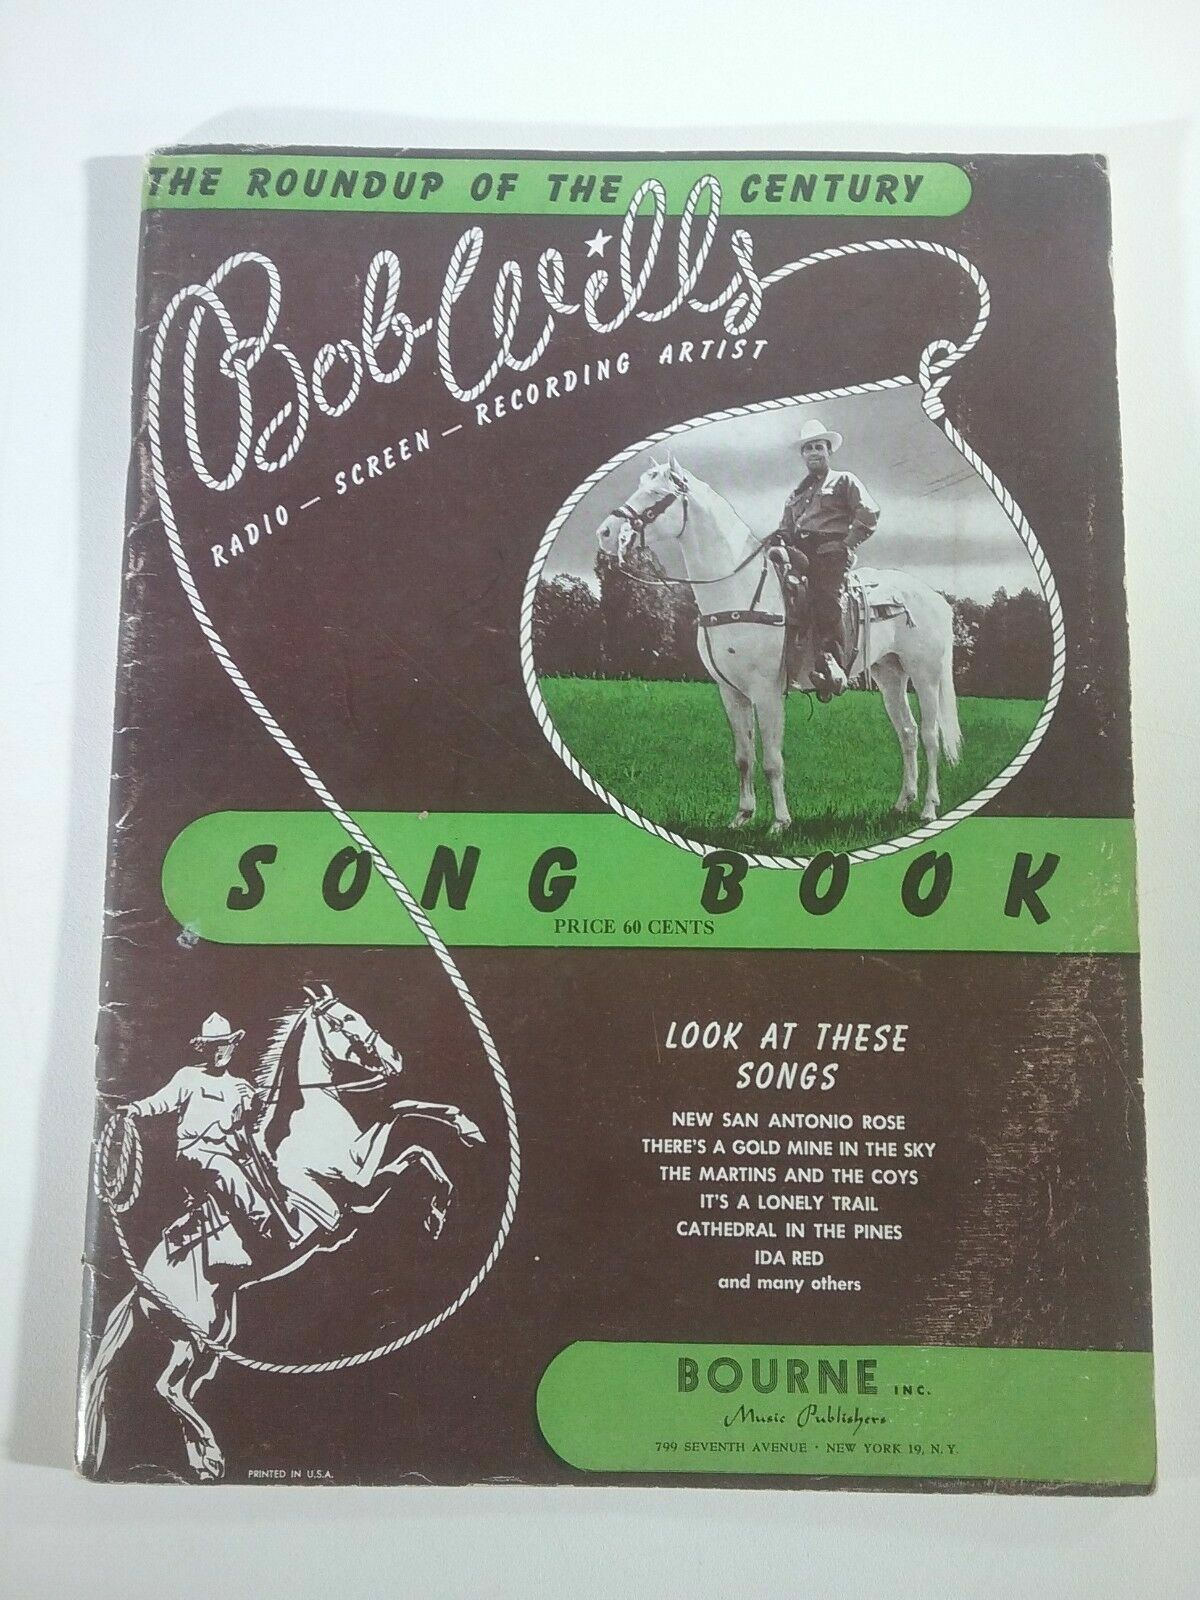 THE ROUNDUP OF THE CENTURY
Bob Wills
RADIO — SCREEN — RECORDING ARTIST
SONG BOOK
PRICE 60 CENTS
LOOK AT THESE
SONGS
NEW SAN ANTONIO ROSE
THERE'S A GOLD MINE IN THE SKY
THE MARTINS AND THE COYS
IT'S A LONELY TRAIL
CATHEDRAL IN THE PINES
IDA RED
and many others
BOURNE INC.
Music Publishers
799 SEVENTH AVENUE · NEW YORK 19, N. Y.
PRINTED IN U.S.A.